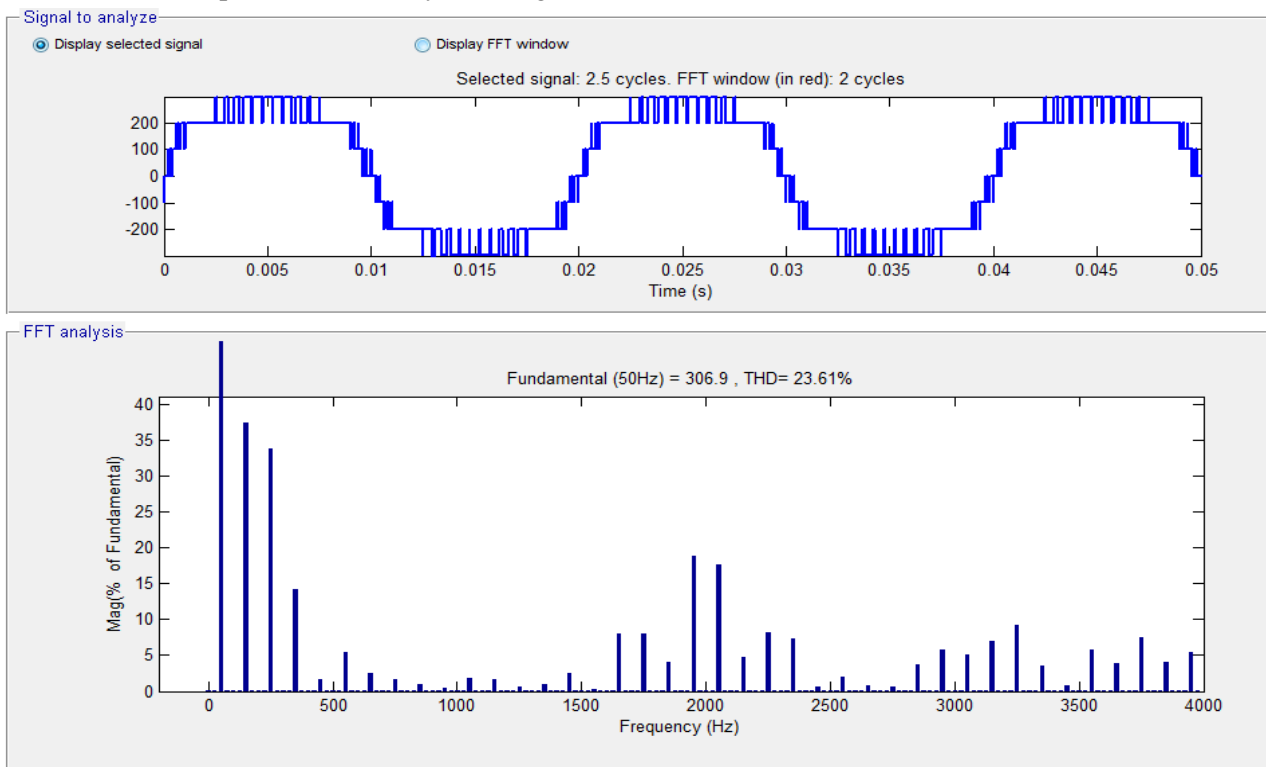 Signal to analyze
Display selected signal
Display FFT window
Selected signal: 2.5 cycles. FFT window (in red): 2 cycles
200
100
0
-100
-200
0 0.005 0.01 0.015 0.02 0.025 0.03 0.035 0.04 0.045 0.05
Time (s)
FFT analysis
Fundamental (50Hz) = 306.9 , THD= 23.61%
40
35
30
25
20
15
10
5
0
Mag(% of Fundamental)
0 500 1000 1500 2000 2500 3000 3500 4000
Frequency (Hz)